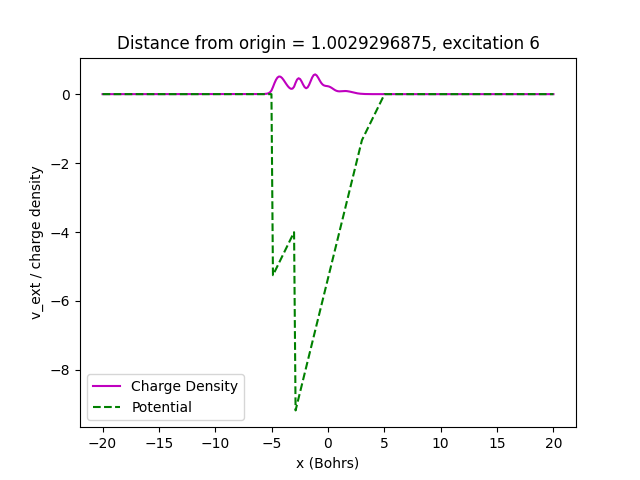 Distance from origin = 1.0029296875, excitation 6
v_ext / charge density
0
−2
−4
−6
−8
Charge Density
Potential
−20 −15 −10 −5 0 5 10 15 20
x (Bohrs)